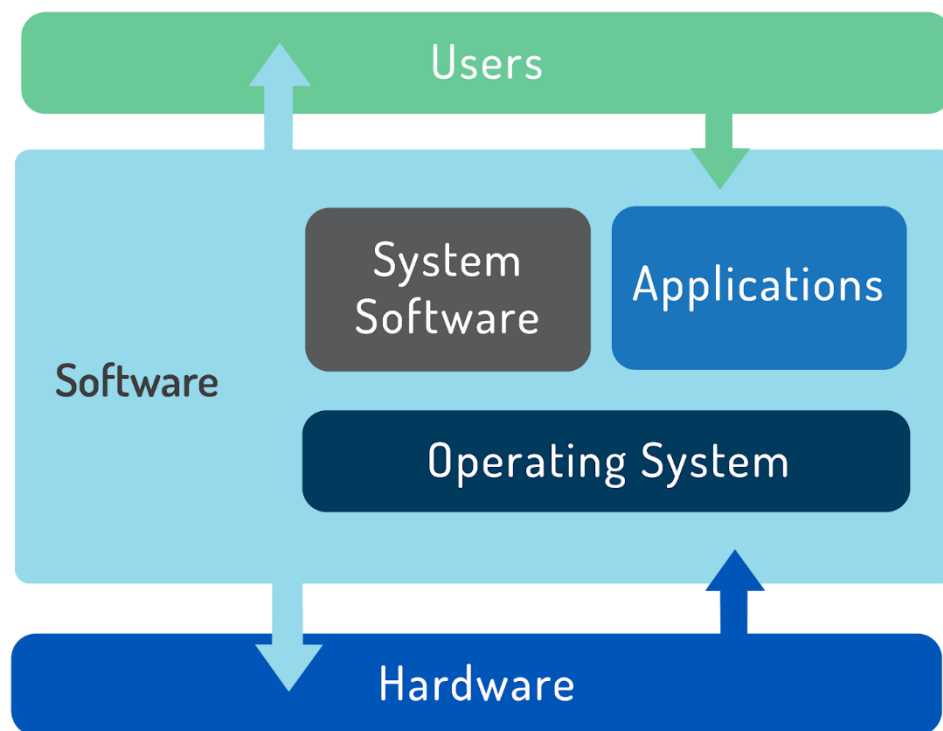 Users
System
Software
Applications
Software
Operating System
Hardware